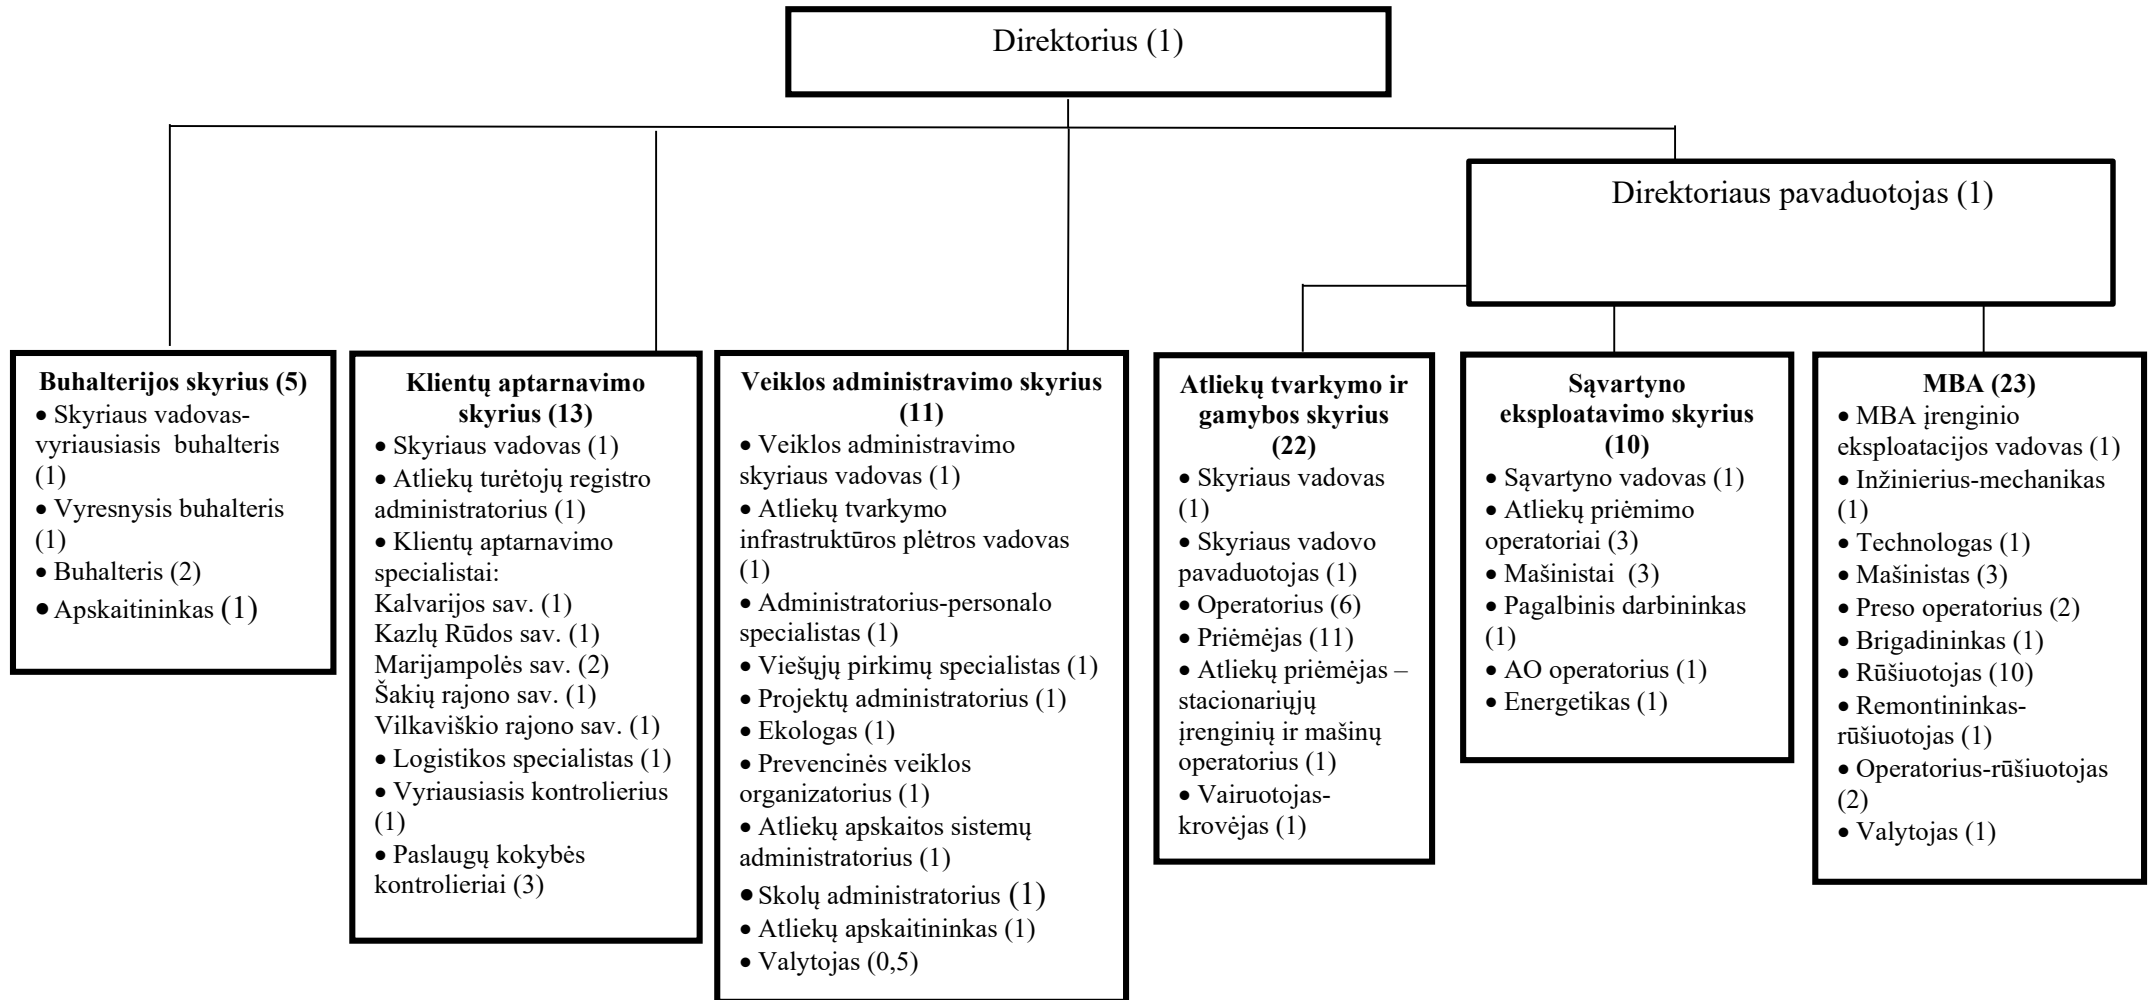 Direktorius (1)
Direktoriaus pavaduotojas (1)
Buhalterijos skyrius (5)
• Skyriaus vadovas-
vyriausiasis buhalteris
(1)
• Vyresnysis buhalteris
(1)
• Buhalteris (2)
• Apskaitininkas (1)
Klientų aptarnavimo
skyrius (13)
• Skyriaus vadovas (1)
• Atliekų turėtojų registro
administratorius (1)
• Klientų aptarnavimo
specialistai:
Kalvarijos sav. (1)
Kazlų Rūdos sav. (1)
Marijampolės sav. (2)
Šakių rajono sav. (1)
Vilkaviškio rajono sav. (1)
• Logistikos specialistas (1)
• Vyriausiasis kontrolierius
(1)
• Paslaugų kokybės
kontrolieriai (3)
Veiklos administravimo skyrius
(11)
• Veiklos administravimo
skyriaus vadovas (1)
• Atliekų tvarkymo
infrastruktūros plėtros vadovas
(1)
• Administratorius-personalo
specialistas (1)
• Viešųjų pirkimų specialistas (1)
• Projektų administratorius (1)
• Ekologas (1)
• Prevencinės veiklos
organizatorius (1)
• Atliekų apskaitos sistemų
administratorius (1)
• Skolų administratorius (1)
• Atliekų apskaitininkas (1)
• Valytojas (0,5)
Atliekų tvarkymo ir
gamybos skyrius
(22)
• Skyriaus vadovas
(1)
• Skyriaus vadovo
pavaduotojas (1)
• Operatorius (6)
• Priėmėjas (11)
• Atliekų priėmėjas –
stacionariųjų
įrenginių ir mašinų
operatorius (1)
• Vairuotojas-
krovėjas (1)
Sąvartyno
eksploatavimo skyrius
(10)
• Sąvartyno vadovas (1)
• Atliekų priėmimo
operatoriai (3)
• Mašinistai (3)
• Pagalbinis darbininkas
(1)
• AO operatorius (1)
• Energetikas (1)
MBA (23)
• MBA įrenginio
eksploatacijos vadovas (1)
• Inžinierius-mechanikas
(1)
• Technologas (1)
• Mašinistas (3)
• Preso operatorius (2)
• Brigadininkas (1)
• Rūšiuotojas (10)
• Remontininkas-
rūšiuotojas (1)
• Operatorius-rūšiuotojas
(2)
• Valytojas (1)